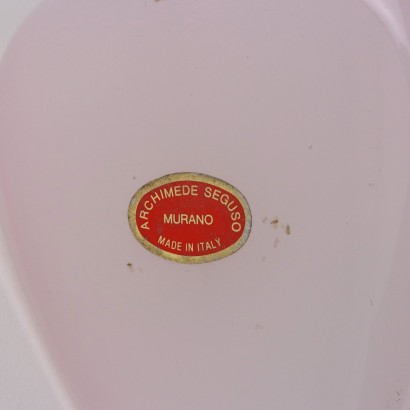 ARCHIMEDE SEGUSO
MURANO
MADE IN ITALY